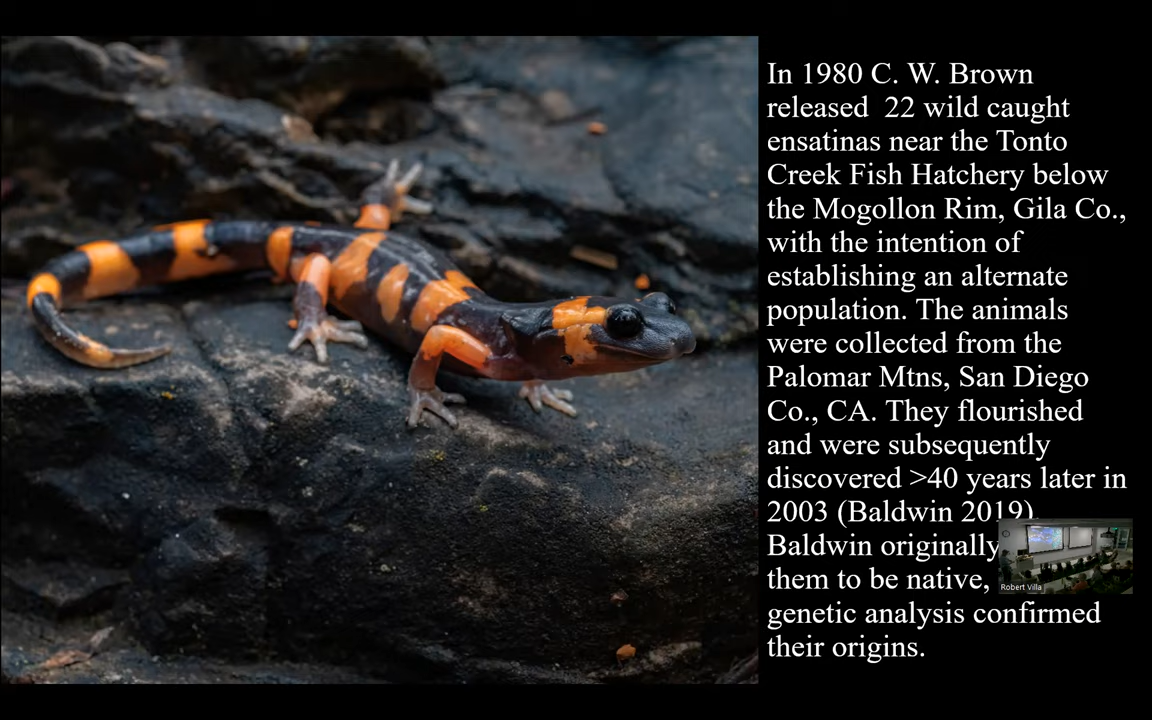 In 1980 C. W. Brown
released 22 wild caught
ensatinas near the Tonto
Creek Fish Hatchery below
the Mogollon Rim, Gila Co.,
with the intention of
establishing an alternate
population. The animals
were collected from the
Palomar Mtns, San Diego
Co., CA. They flourished
and were subsequently
discovered >40 years later in
2003 (Baldwin 2019).
Baldwin originally
them to be native,
genetic analysis confirmed
their origins.
Robert Villa